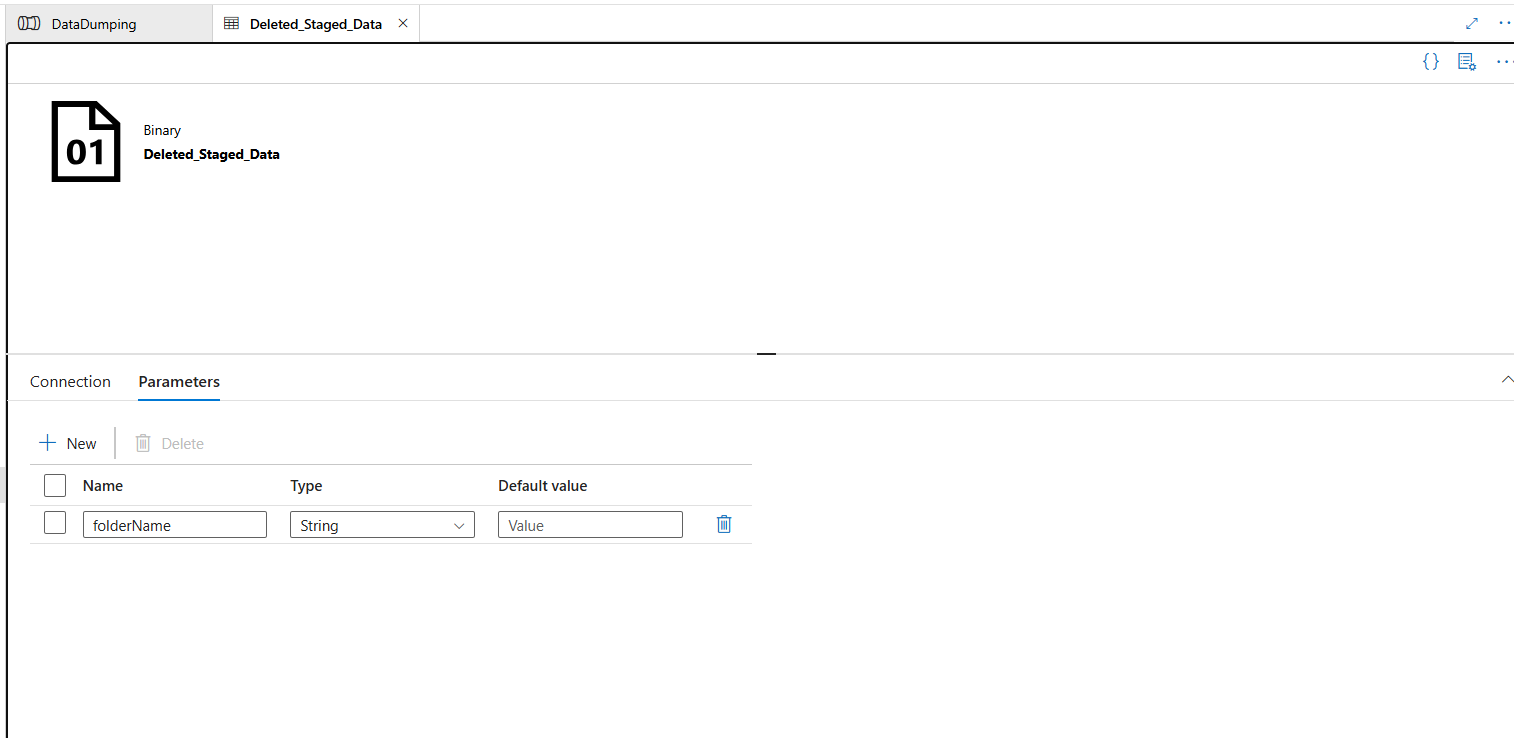 DataDumping
Deleted_Staged_Data
01
Binary
Deleted_Staged_Data
Connection
Parameters
New
Delete
Name Type Default value
folderName String Value